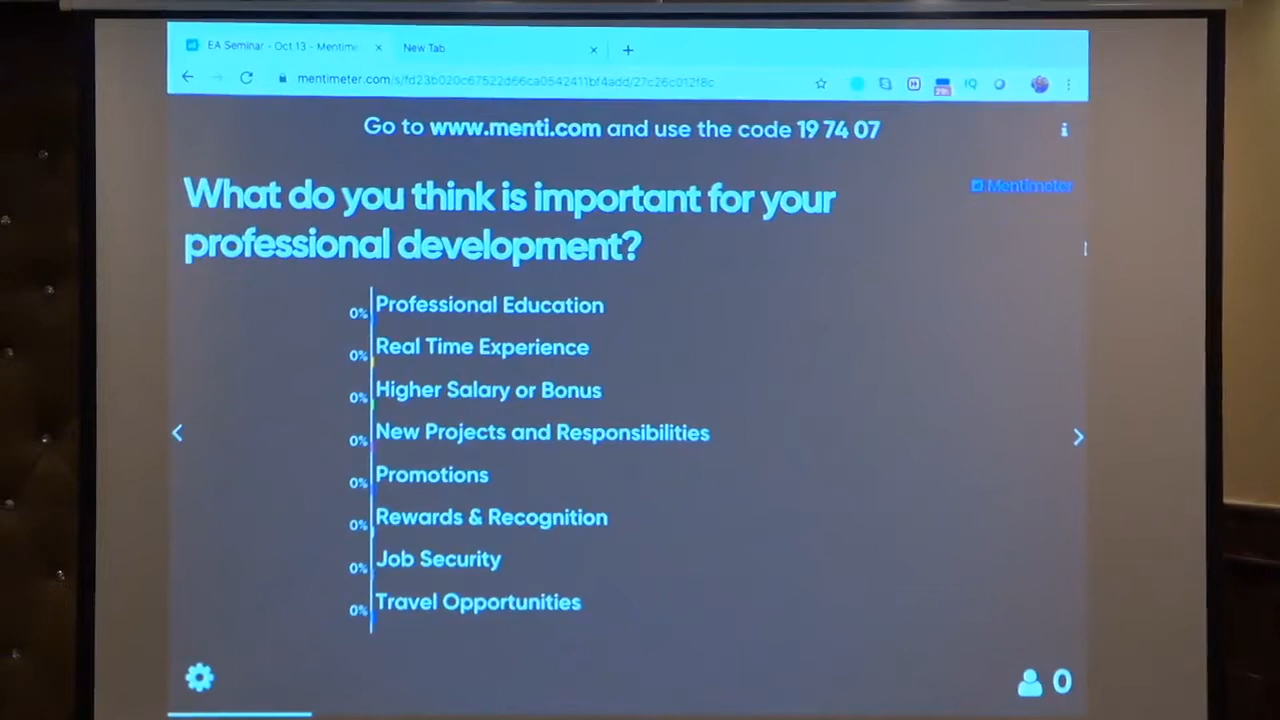 EA Seminar - Oct 13 - Mentime
New Tab
mentimeter.com/s/fd23b020c67522d66ca0542411bf4add/27c26c012f8c
Go to www.menti.com and use the code 19 74 07
Mentimeter
What do you think is important for your
professional development?
0% Professional Education
0% Real Time Experience
0% Higher Salary or Bonus
0% New Projects and Responsibilities
0% Promotions
0% Rewards & Recognition
0% Job Security
0% Travel Opportunities
0